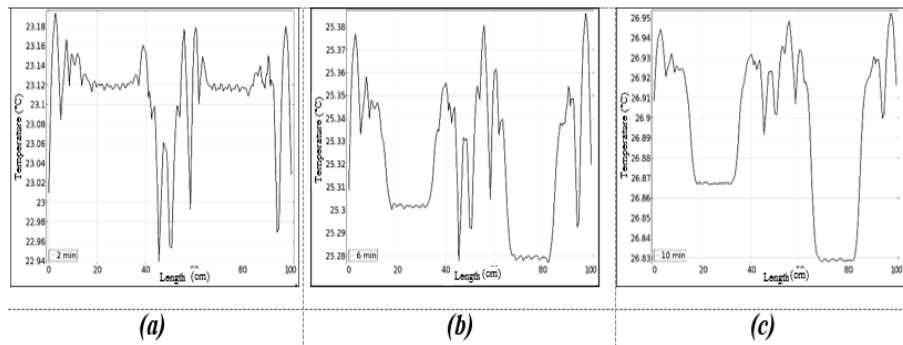 23.18
23.16
23.14
23.12
23.1
23.08
23.06
23.04
23.02
23
22.98
22.96
22.94
Temperature (°C)
2 min
0 20 40 60 80 100
Length (cm)
(a)
25.38
25.37
25.36
25.35
25.34
25.33
25.32
25.31
25.3
25.29
25.28
Temperature (°C)
6 min
0 20 40 60 80 100
Length (cm)
(b)
26.95
26.94
26.93
26.92
26.91
26.9
26.89
26.88
26.87
26.86
26.85
26.84
26.83
Temperature (°C)
10 min
0 20 40 60 80 100
Length (cm)
(c)